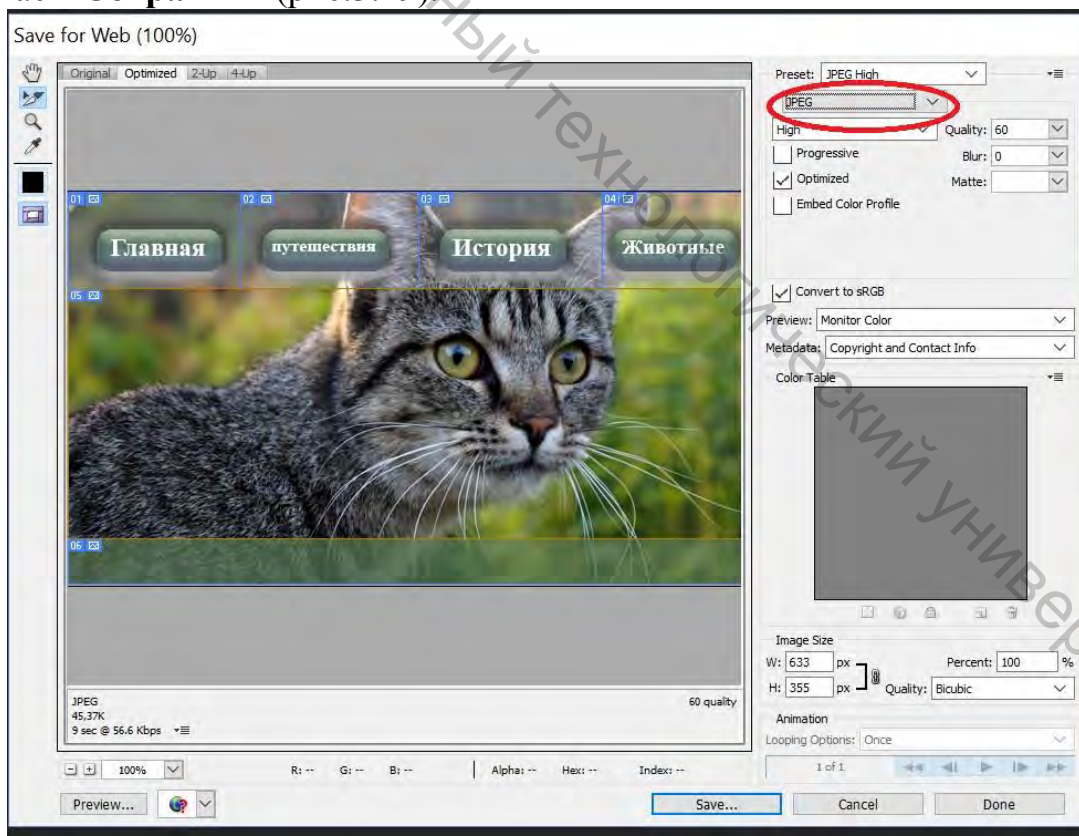 Save for Web (100%)
Original Optimized 2-Up 4-Up
Preset: JPEG High
JPEG
High Quality: 60
Progressive Blur: 0
Optimized Matte:
Embed Color Profile
01 02 03 04
Главная путешествия История Животные
05
06
Convert to sRGB
Preview: Monitor Color
Metadata: Copyright and Contact Info
Color Table
Image Size
W: 633 px Percent: 100 %
H: 355 px Quality: Bicubic
JPEG 60 quality
45,37K
9 sec @ 56.6 Kbps
Animation
Looping Options: Once
1 of 1
100% R: -- G: -- B: -- Alpha: -- Hex: -- Index: --
Preview... Save... Cancel Done
ный технологический универ